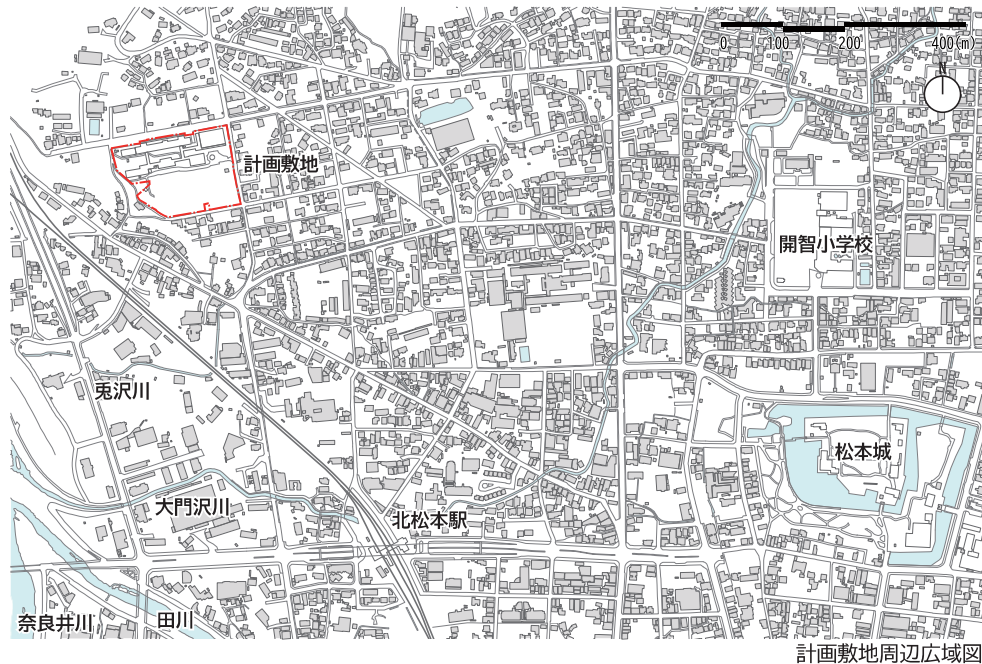 0 100 200 400(m)
N
計画敷地
開智小学校
兎沢川
松本城
大門沢川
北松本駅
奈良井川
田川
計画敷地周辺広域図